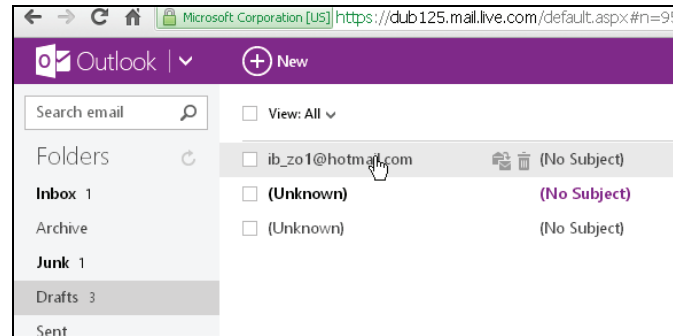 Microsoft Corporation [US] https://dub125.mail.live.com/default.aspx#n=95
Outlook New
Search email View: All
Folders ib_zo1@hotmail.com (No Subject)
Inbox 1 (Unknown) (No Subject)
Archive (Unknown) (No Subject)
Junk 1
Drafts 3
Sent